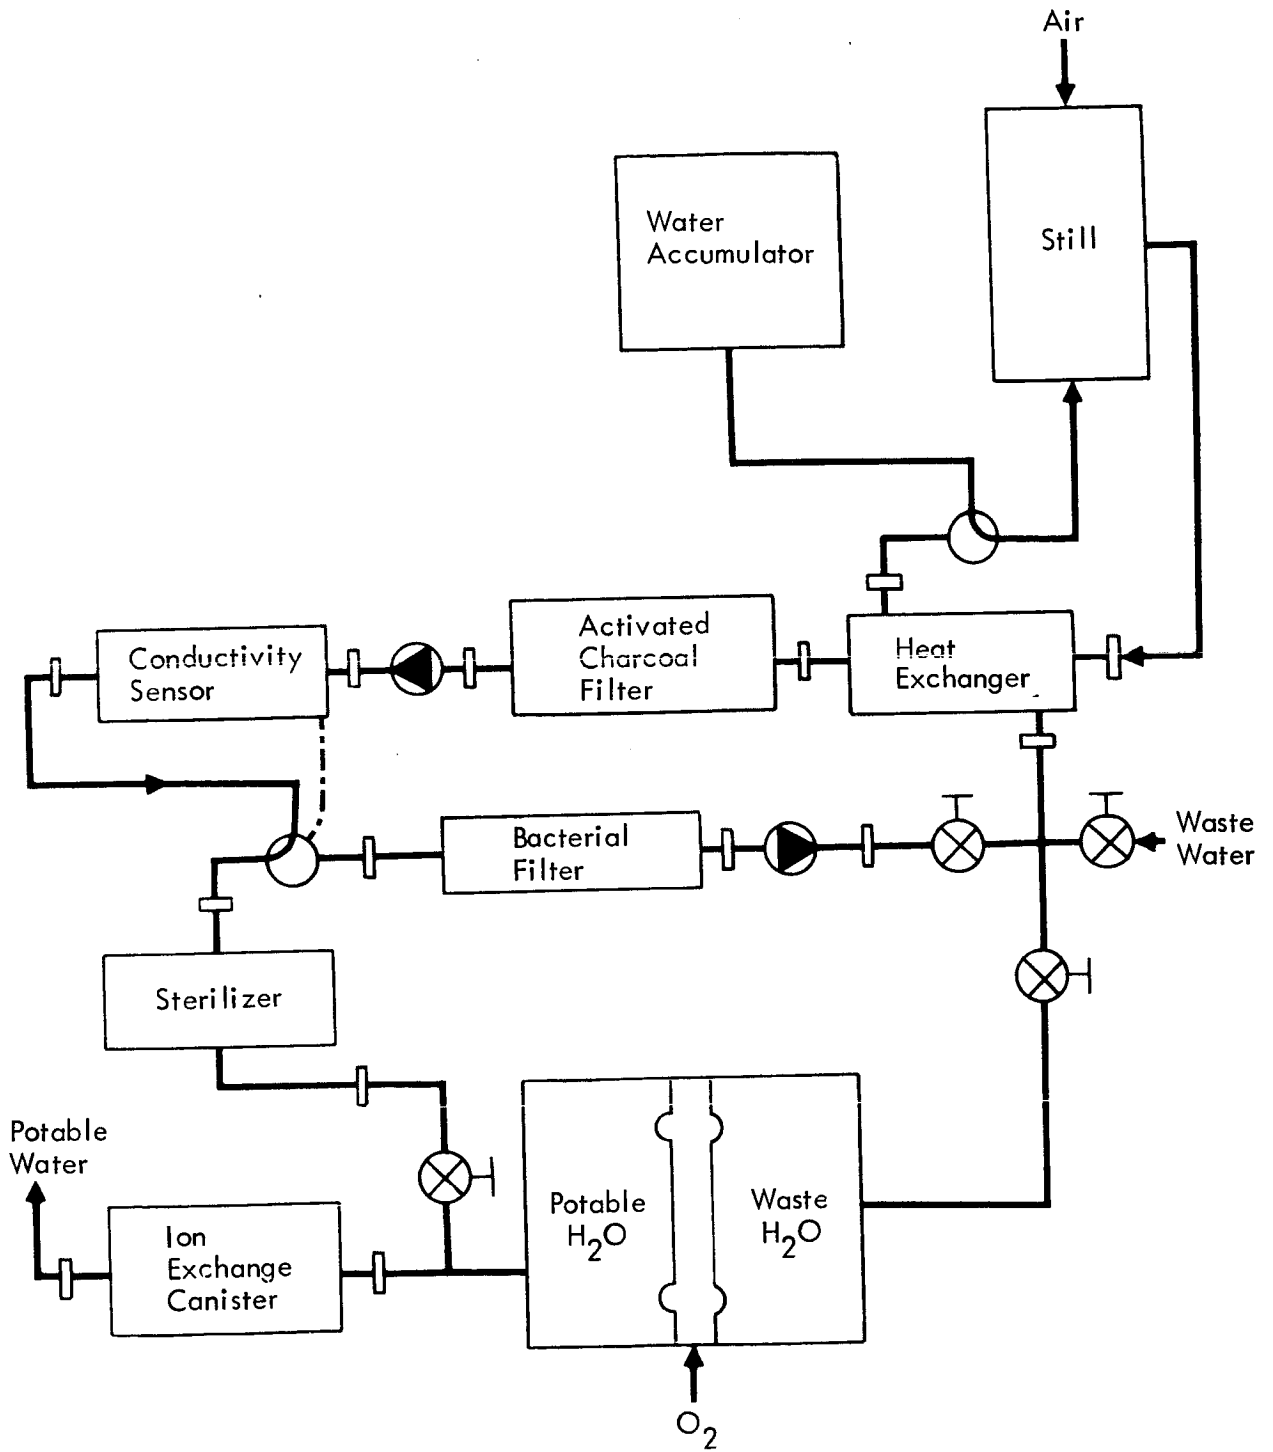 Air
Water
Accumulator
Still
Activated
Charcoal
Filter
Heat
Exchanger
Conductivity
Sensor
Bacterial
Filter
Waste
Water
Sterilizer
Potable
Water
Potable
H2O
Waste
H2O
Ion
Exchange
Canister
O2